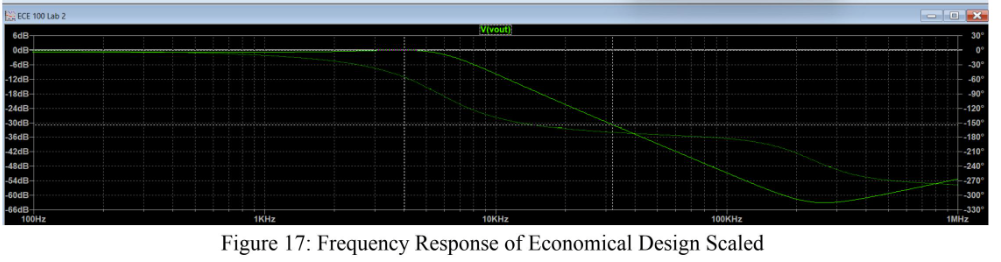 ECE 100 Lab 2
V(vout)
6dB 30°
0dB 0°
-6dB -30°
-12dB -60°
-18dB -90°
-24dB -120°
-30dB -150°
-36dB -180°
-42dB -210°
-48dB -240°
-54dB -270°
-60dB -300°
-66dB -330°
100Hz 1KHz 10KHz 100KHz 1MHz
Figure 17: Frequency Response of Economical Design Scaled